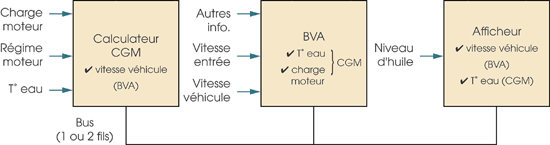 Charge
moteur
Régime
moteur
T° eau
Calculateur
CGM
✔ vitesse véhicule
(BVA)
Bus
(1 ou 2 fils)
Autres
info.
Vitesse
entrée
Vitesse
véhicule
BVA
✔ T° eau
✔ charge
moteur
CGM
Niveau
d'huile
Afficheur
✔ vitesse véhicule
(BVA)
✔ T° eau (CGM)